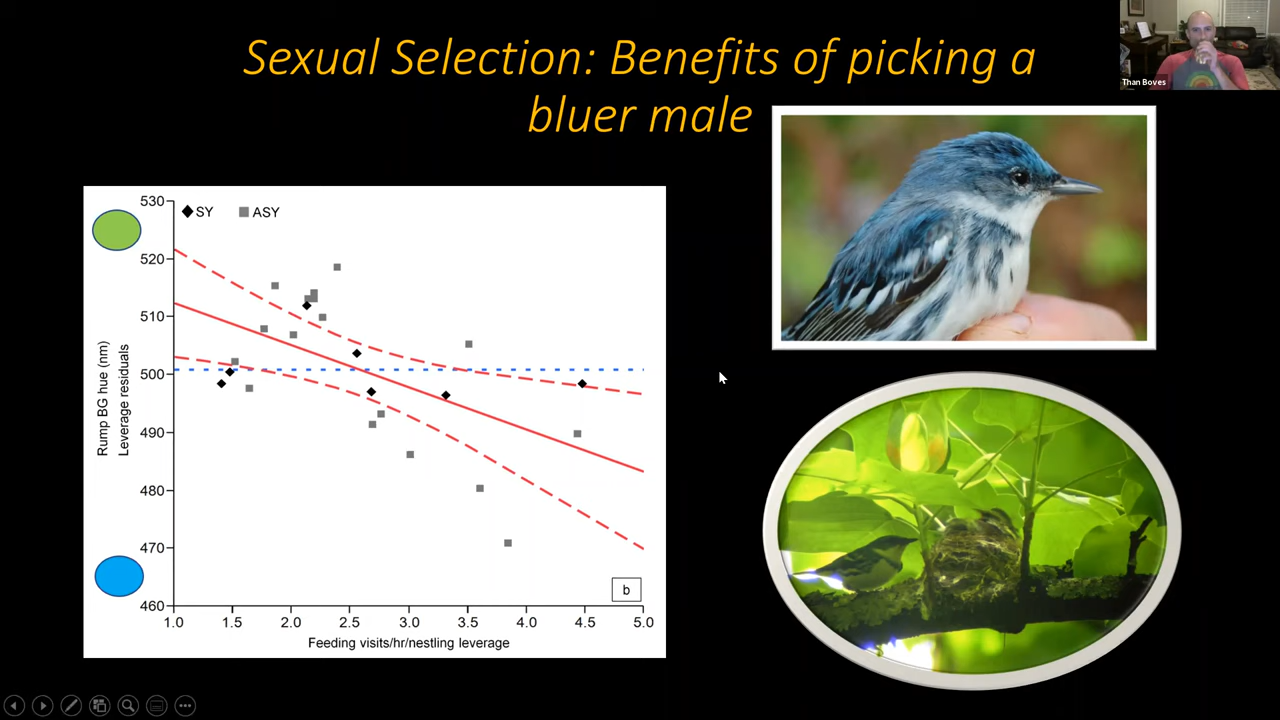 Sexual Selection: Benefits of picking a
bluer male
Than Boves
SY
ASY
530
520
510
500
490
480
470
460
Rump BG hue (nm)
Leverage residuals
b
1.0 1.5 2.0 2.5 3.0 3.5 4.0 4.5 5.0
Feeding visits/hr/nestling leverage